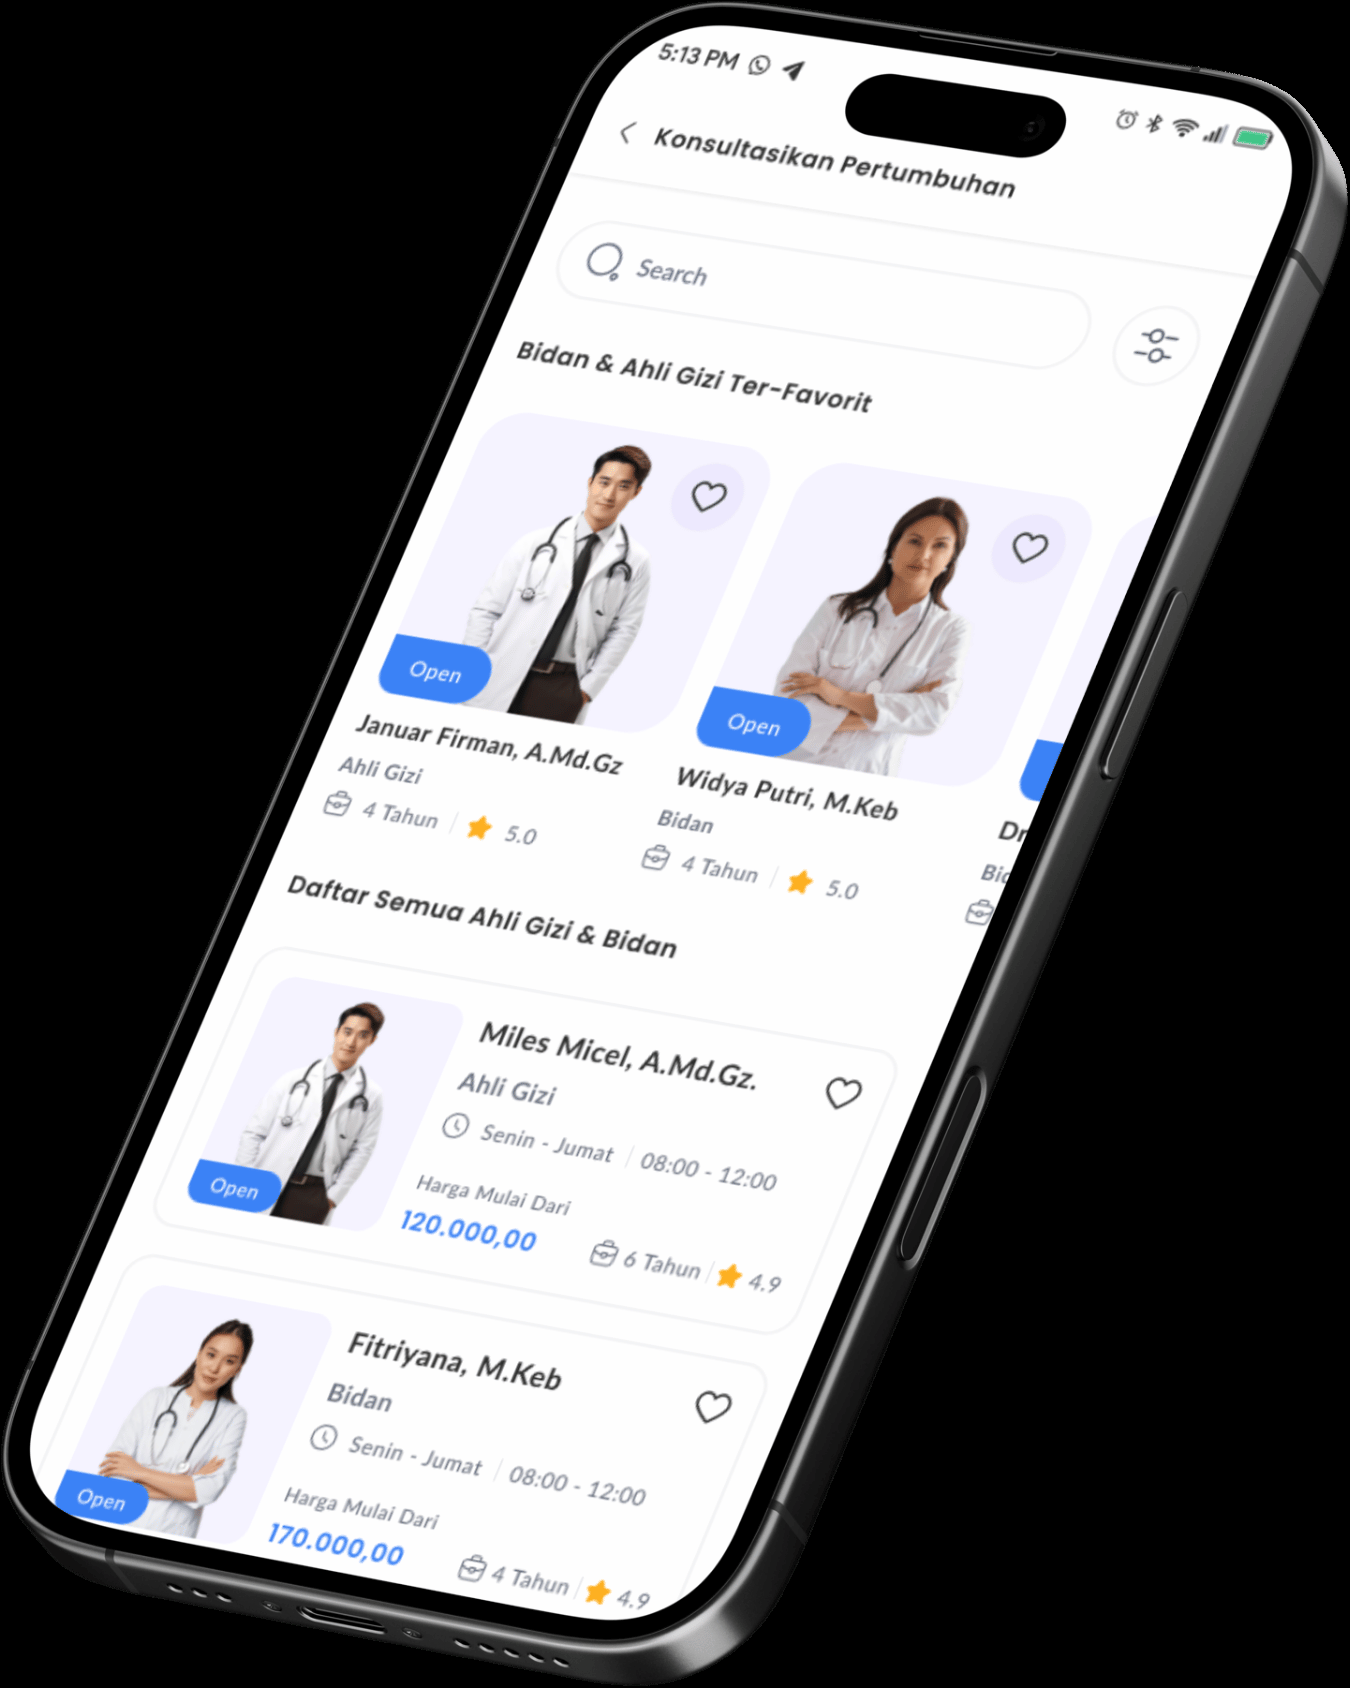 5:13 PM
Konsultasikan Pertumbuhan
Search
Bidan & Ahli Gizi Ter-Favorit
Open
Januar Firman, A.Md.Gz
Ahli Gizi
4 Tahun 5.0
Open
Widya Putri, M.Keb
Bidan
4 Tahun 5.0
Dr
Bid
Daftar Semua Ahli Gizi & Bidan
Open
Miles Micel, A.Md.Gz.
Ahli Gizi
Senin - Jumat | 08:00 - 12:00
Harga Mulai Dari
120.000,00
6 Tahun | 4.9
Open
Fitriyana, M.Keb
Bidan
Senin - Jumat | 08:00 - 12:00
Harga Mulai Dari
170.000,00
4 Tahun | 4.9